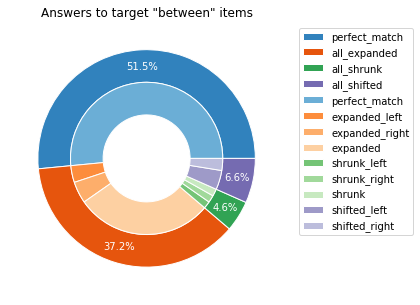 Answers to target "between" items
51.5%
37.2%
4.6%
6.6%
perfect_match
all_expanded
all_shrunk
all_shifted
perfect_match
expanded_left
expanded_right
expanded
shrunk_left
shrunk_right
shrunk
shifted_left
shifted_right